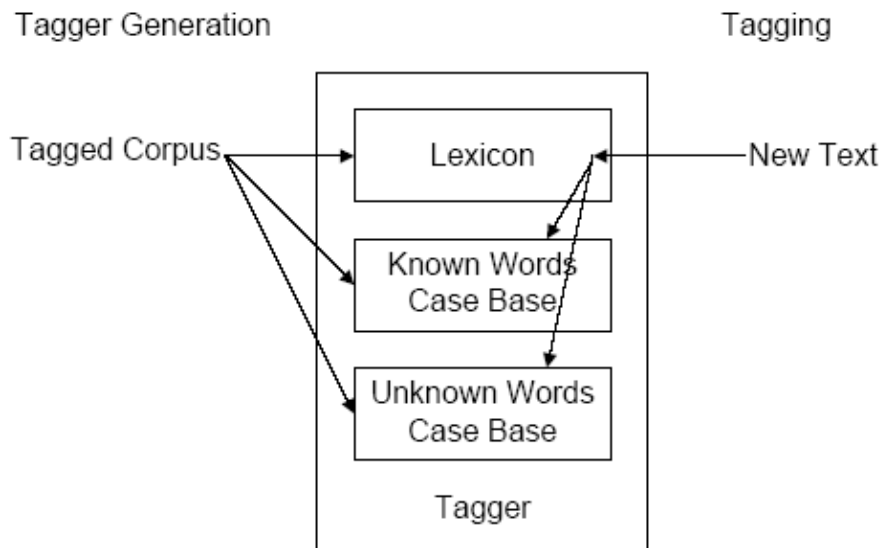 Tagger Generation
Tagging
Tagged Corpus
Lexicon
New Text
Known Words
Case Base
Unknown Words
Case Base
Tagger